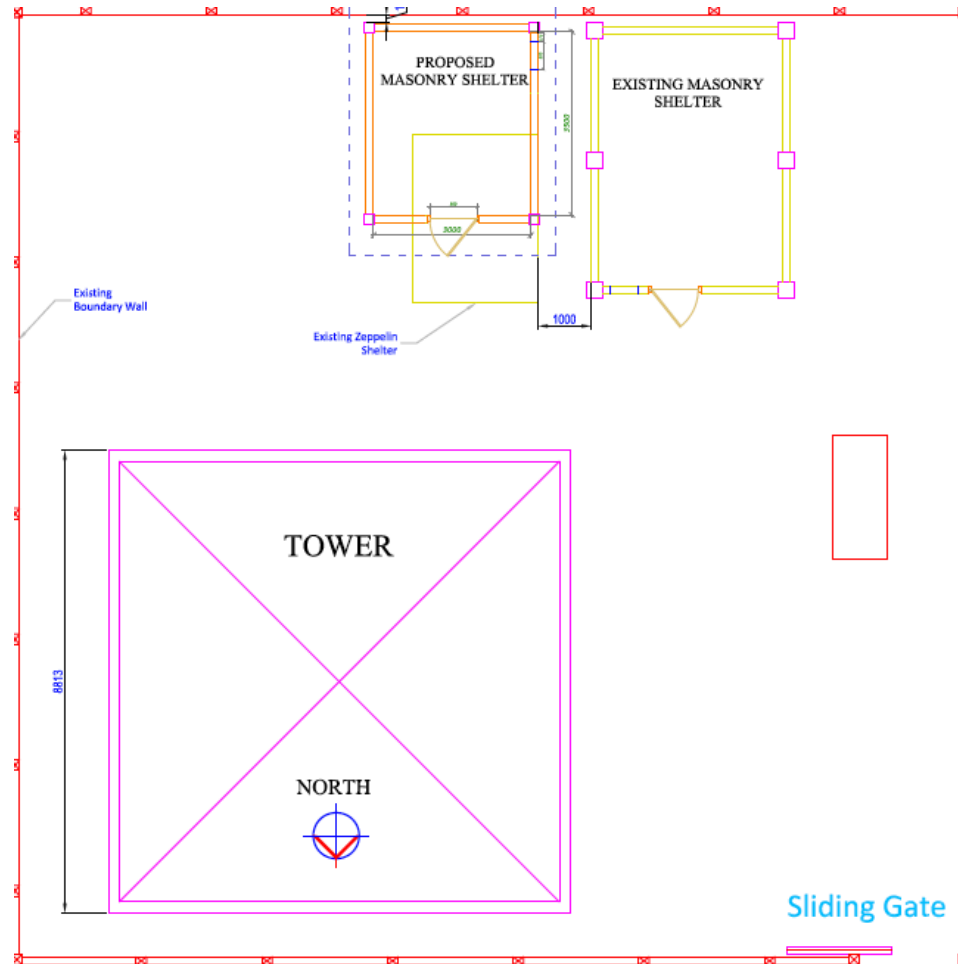 PROPOSED
MASONRY SHELTER
EXISTING MASONRY
SHELTER
3500
3000
Existing
Boundary Wall
1000
Existing Zeppelin
Shelter
TOWER
8813
NORTH
Sliding Gate